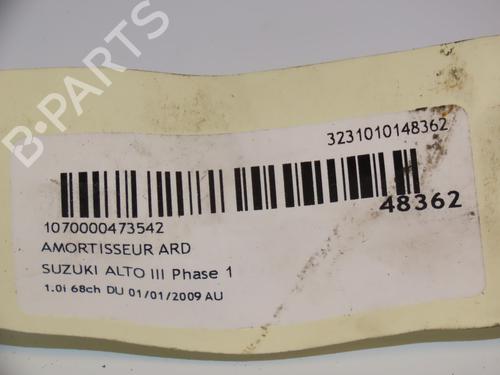 B-PARTS
3231010148362
48362
1070000473542
AMORTISSEUR ARD
SUZUKI ALTO III Phase 1
1.0i 68ch DU 01/01/2009 AU